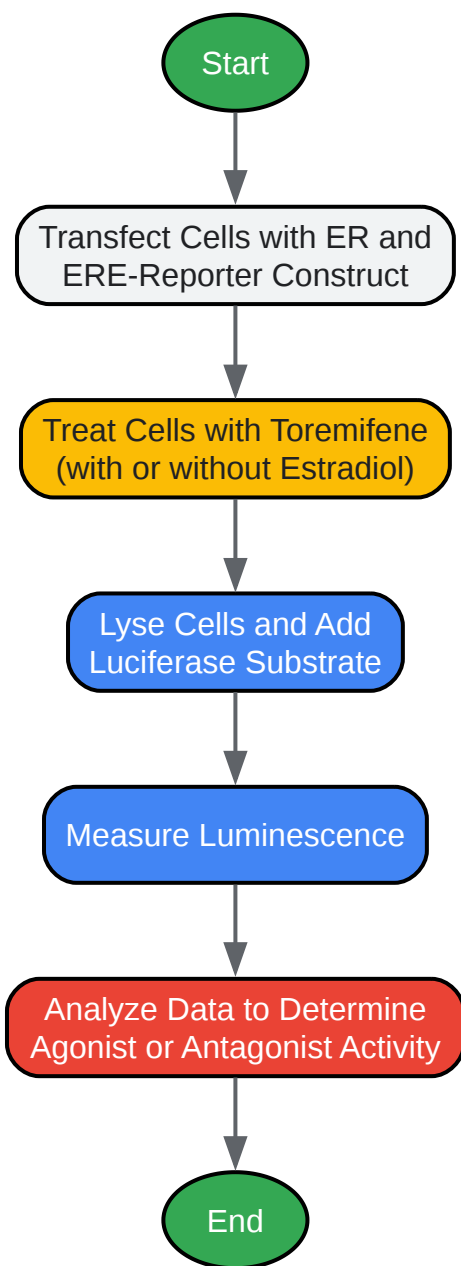 Start
Transfect Cells with ER and
ERE-Reporter Construct
Treat Cells with Toremifene
(with or without Estradiol)
Lyse Cells and Add
Luciferase Substrate
Measure Luminescence
Analyze Data to Determine
Agonist or Antagonist Activity
End